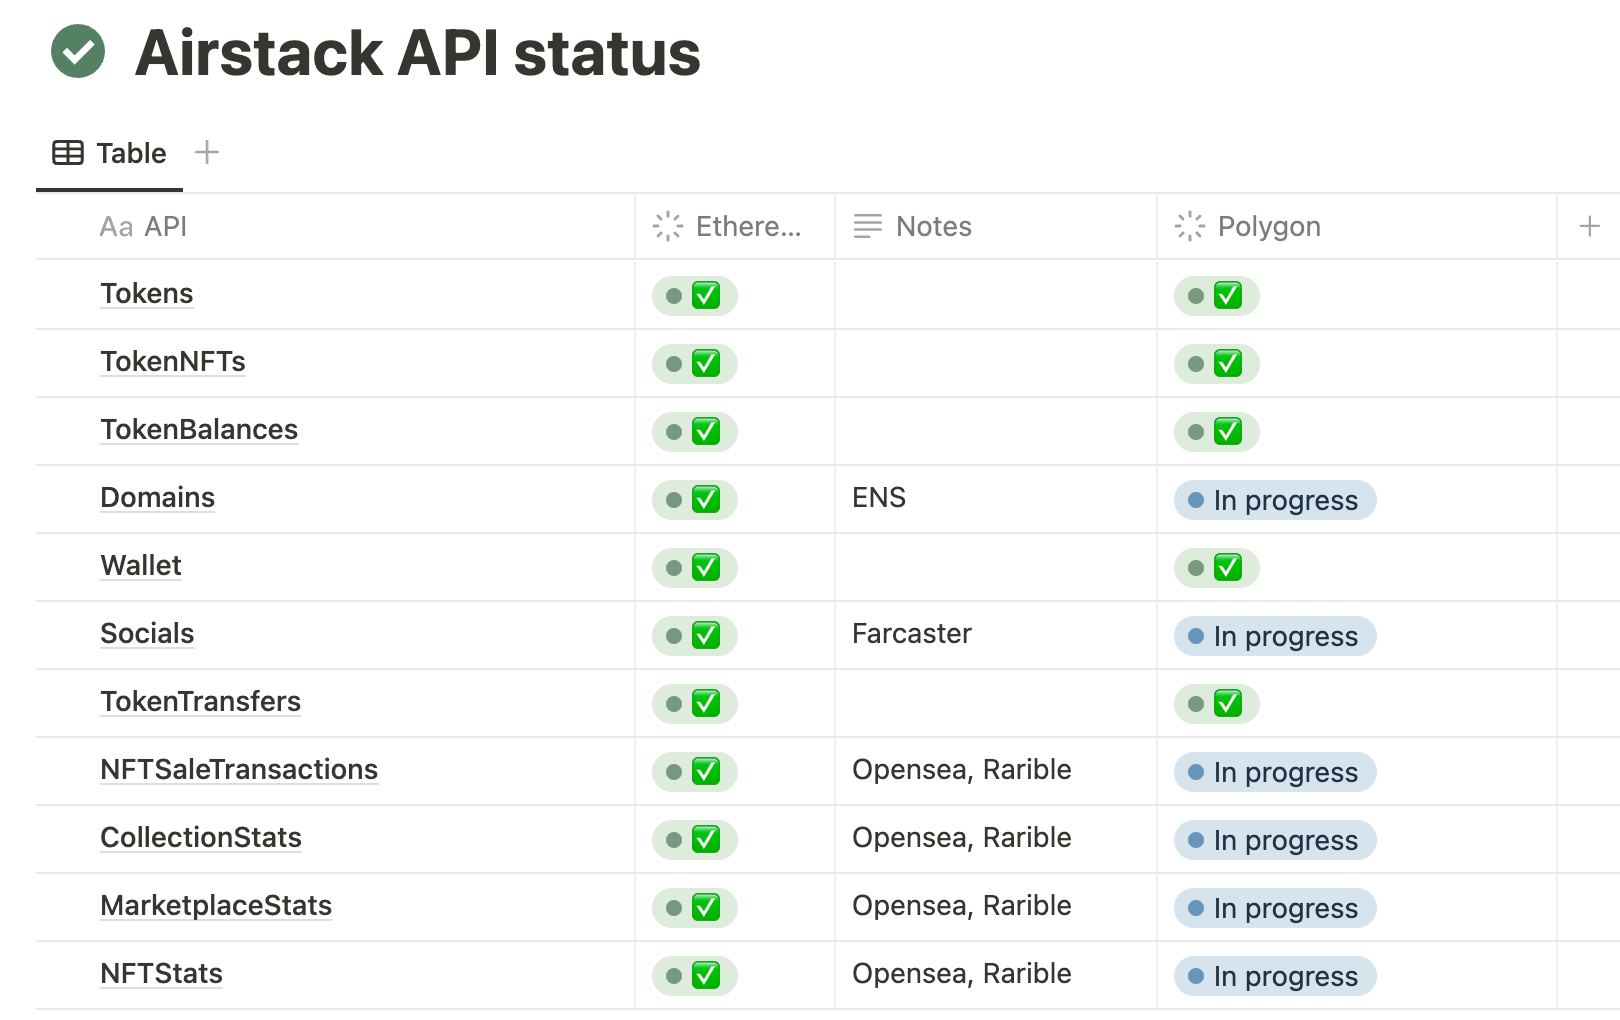 Airstack API status
Table
Aa API Ethere... Notes Polygon
Tokens ✅ ✅
TokenNFTs ✅ ✅
TokenBalances ✅ ✅
Domains ✅ ENS In progress
Wallet ✅ ✅
Socials ✅ Farcaster In progress
TokenTransfers ✅ ✅
NFTSaleTransactions ✅ Opensea, Rarible In progress
CollectionStats ✅ Opensea, Rarible In progress
MarketplaceStats ✅ Opensea, Rarible In progress
NFTStats ✅ Opensea, Rarible In progress